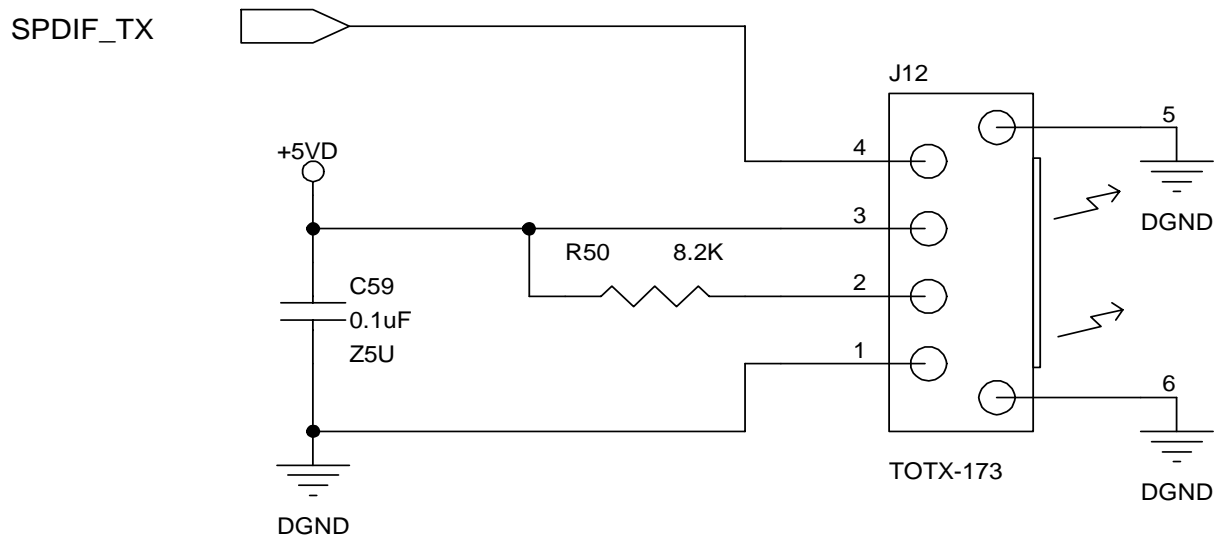 SPDIF_TX
J12
5
+5VD
4
DGND
3
R50 8.2K
C59
0.1uF
Z5U
2
1
6
TOTX-173
DGND
DGND